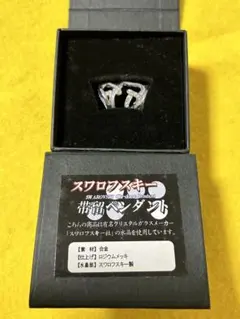 スワロフスキー
帯留ペンダント
こちらの商品は有名クリスタルガラスメーカー
「スワロフスキー社」の水晶を使用しています。
【素 材】合金
【仕上げ】ロジウムメッキ
【水晶部】スワロフスキー製